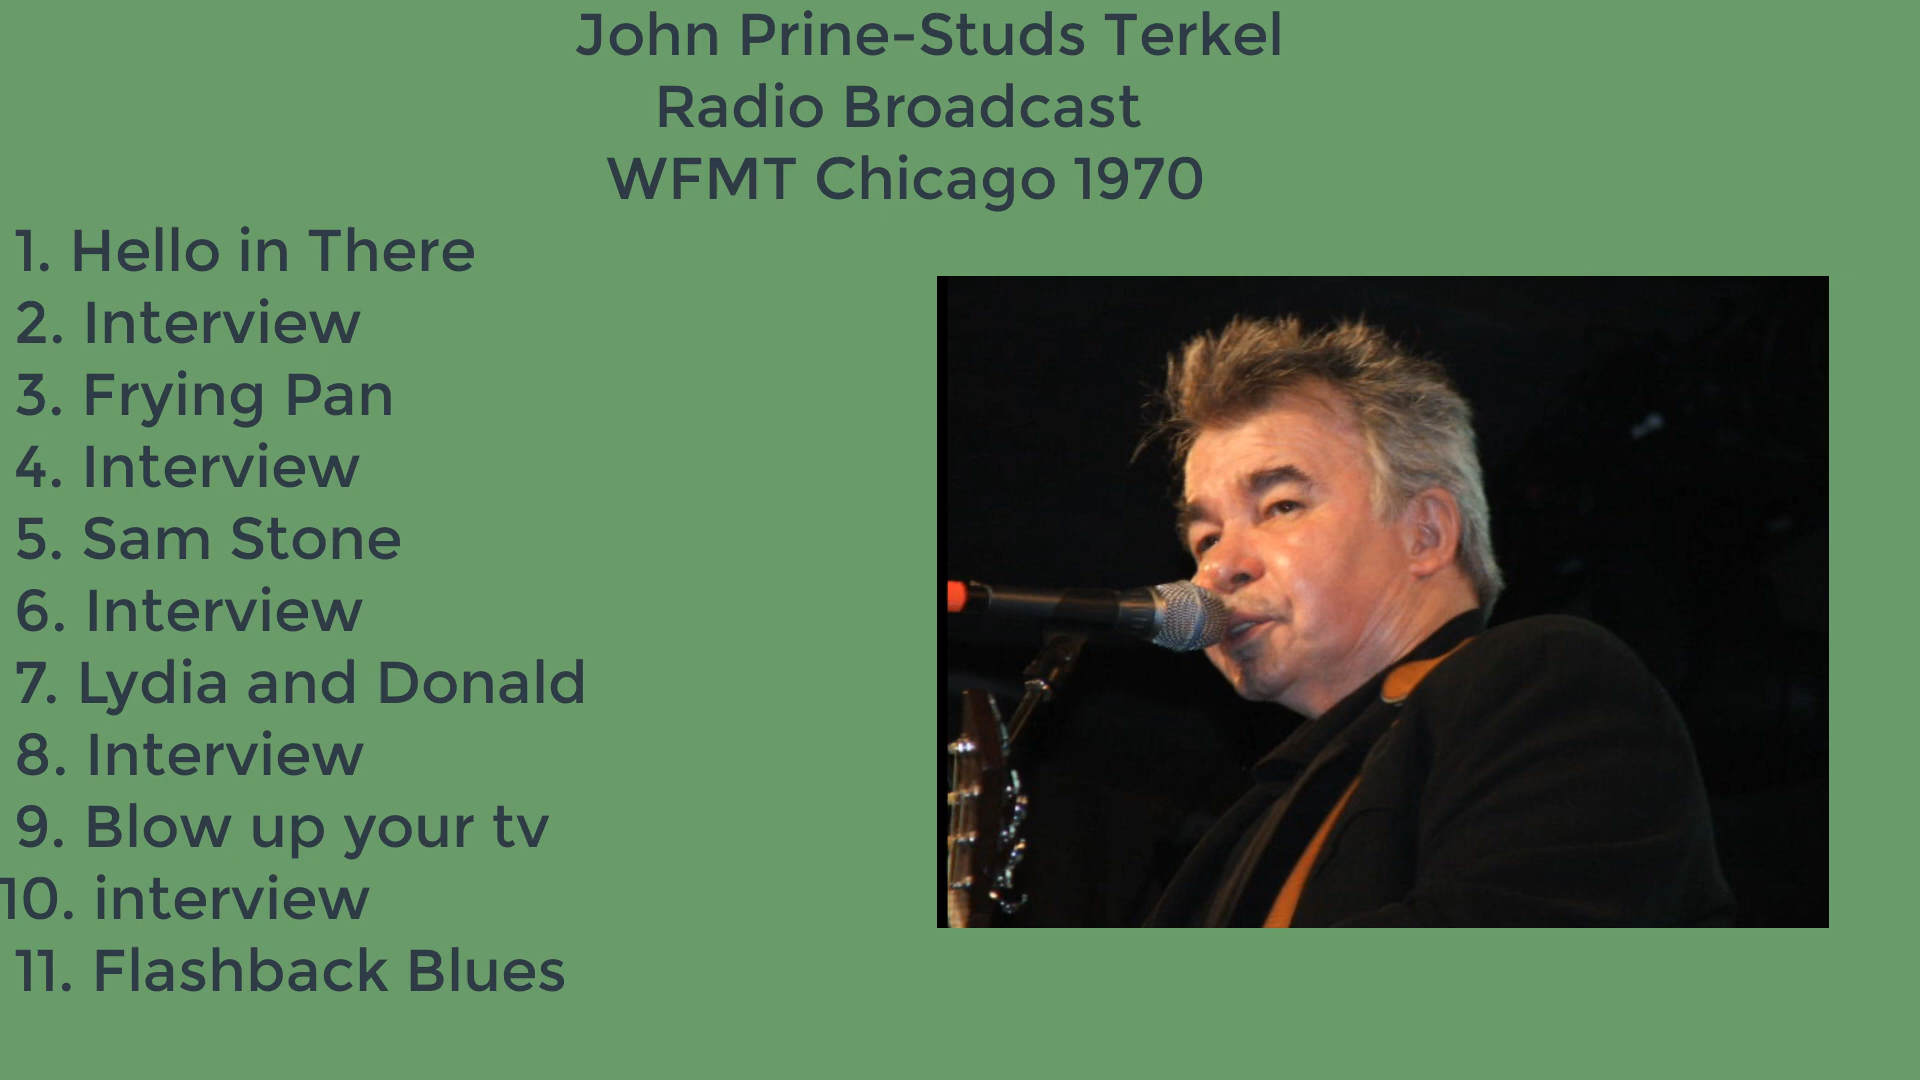 John Prine-Studs Terkel
Radio Broadcast
WFMT Chicago 1970
1. Hello in There
2. Interview
3. Frying Pan
4. Interview
5. Sam Stone
6. Interview
7. Lydia and Donald
8. Interview
9. Blow up your tv
10. interview
11. Flashback Blues